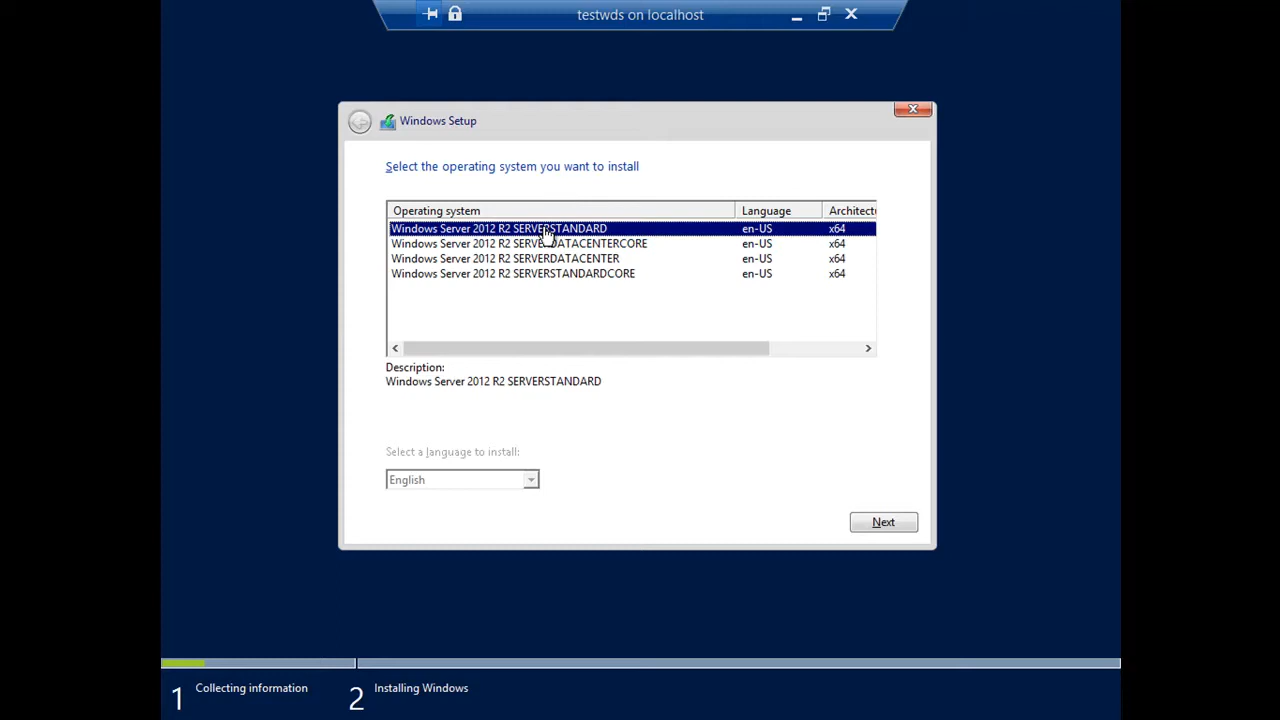 testwds on localhost
Windows Setup
Select the operating system you want to install
Operating system Language Architectu
Windows Server 2012 R2 SERVERSTANDARD en-US x64
Windows Server 2012 R2 SERVERDATACENTERCORE en-US x64
Windows Server 2012 R2 SERVERDATACENTER en-US x64
Windows Server 2012 R2 SERVERSTANDARDCORE en-US x64
Description:
Windows Server 2012 R2 SERVERSTANDARD
Select a language to install:
English
Next
1 Collecting information 2 Installing Windows